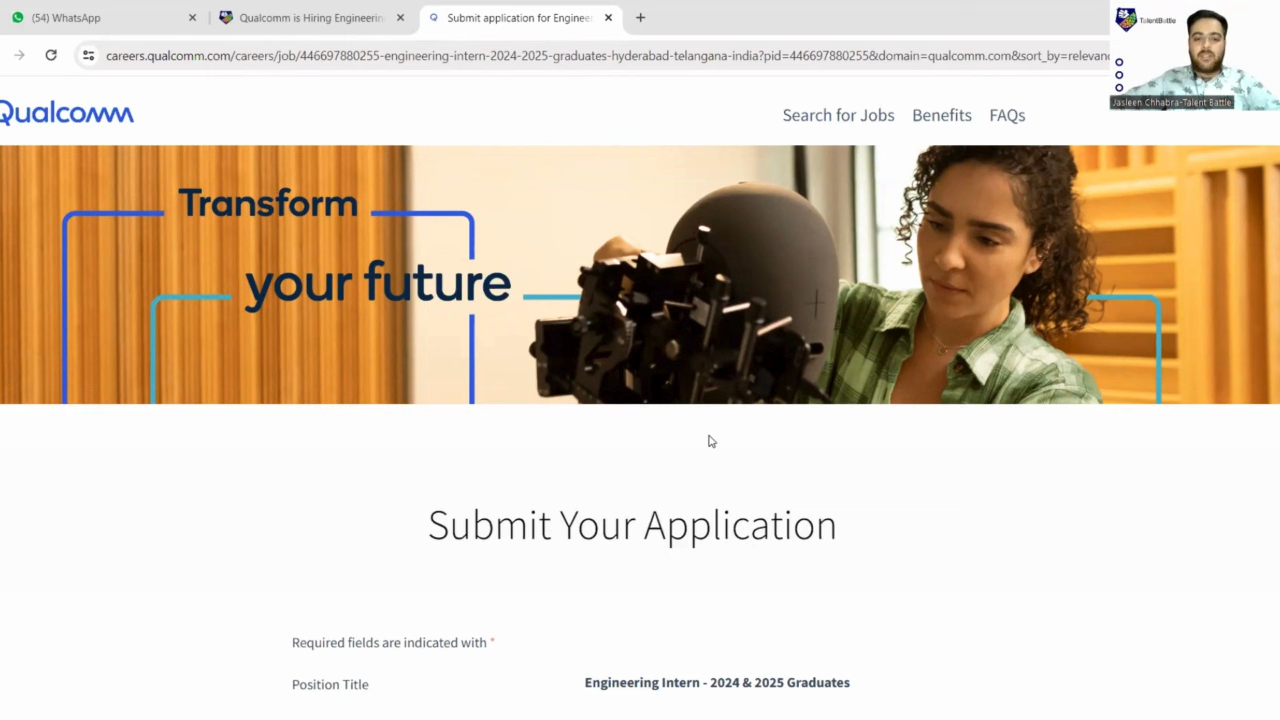 (54) WhatsApp
Qualcomm is Hiring Engineerin
Submit application for Enginee
careers.qualcomm.com/careers/job/446697880255-engineering-intern-2024-2025-graduates-hyderabad-telangana-india?pid=446697880255&domain=qualcomm.com&sort_by=relevanc
TalentBattle
Jasleen Chhabra-Talent Battle
Qualcomm
Search for Jobs Benefits FAQs
Transform
your future
Submit Your Application
Required fields are indicated with *
Position Title Engineering Intern - 2024 & 2025 Graduates